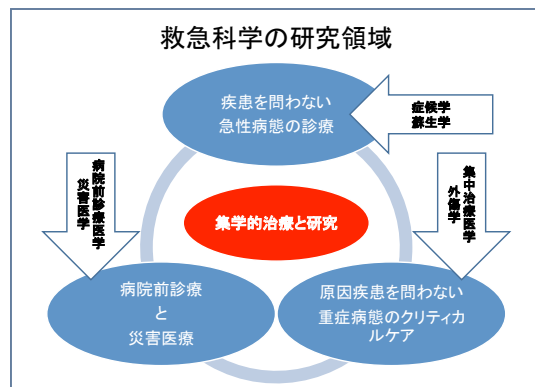 救急科学の研究領域
疾患を問わない
急性病態の診療
症候学
蘇生学
病院前診療医学
災害医学
集中治療医学
外傷学
集学的治療と研究
病院前診療
と
災害医療
原因疾患を問わない
重症病態のクリティカ
ルケア